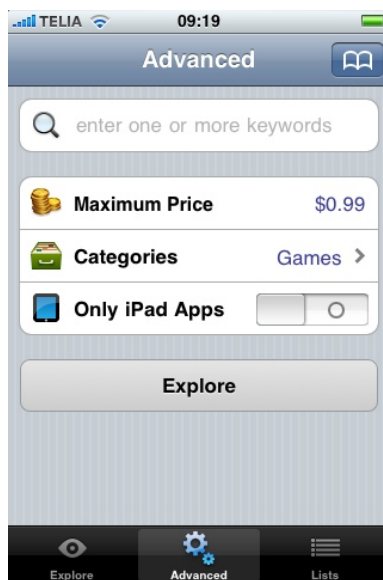 TELIA 09:19
Advanced
enter one or more keywords
Maximum Price $0.99
Categories Games
Only iPad Apps
Explore
Explore Advanced Lists